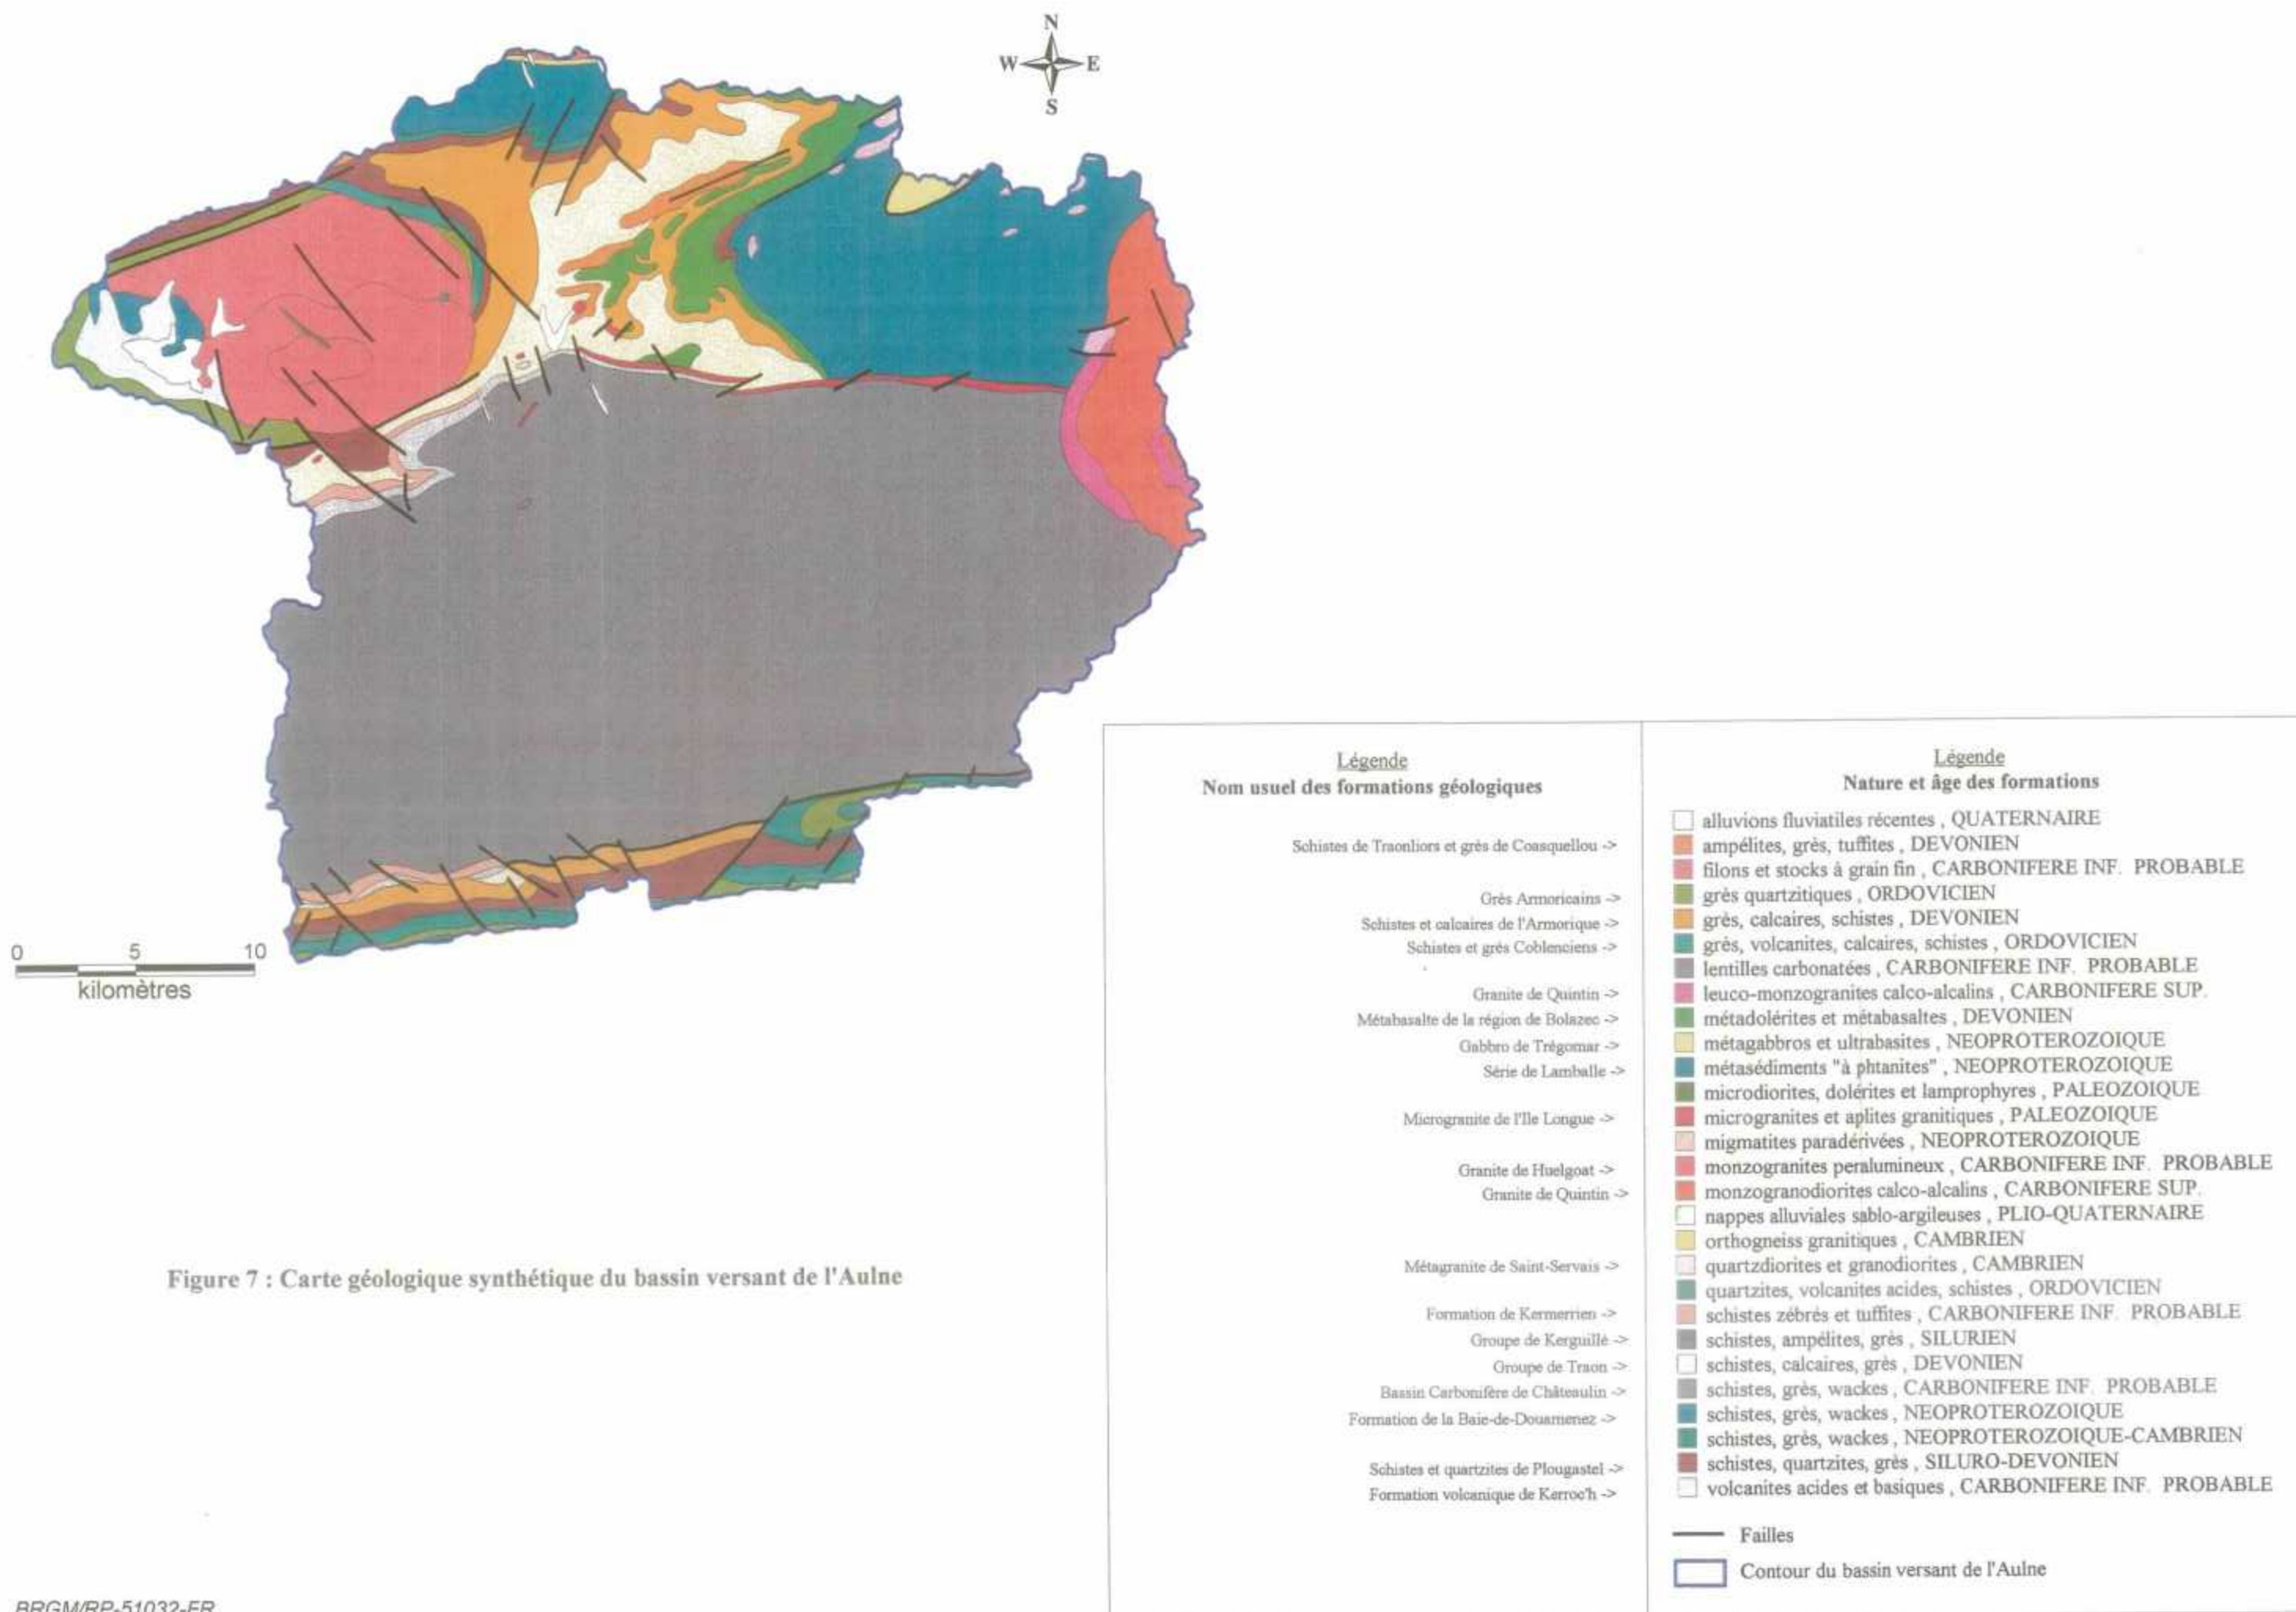 N
W E
S
0 5 10
kilomètres
Figure 7 : Carte géologique synthétique du bassin versant de l'Aulne
BRGM/RP-51032-FR
Légende
Nom usuel des formations géologiques
Schistes de Traonliors et grès de Coasquellou ->
Grès Armoricains ->
Schistes et calcaires de l'Armorique ->
Schistes et grès Coblenciens ->
Granite de Quintin ->
Métabasalte de la région de Bolazec ->
Gabbro de Trégomar ->
Série de Lamballe ->
Microgranite de l'Ile Longue ->
Granite de Huelgoat ->
Granite de Quintin ->
Métagranite de Saint-Servais ->
Formation de Kermerrien ->
Groupe de Kerguillé ->
Groupe de Traon ->
Bassin Carbonifère de Châteaulin ->
Formation de la Baie-de-Douarnenez ->
Schistes et quartzites de Plougastel ->
Formation volcanique de Kerroc'h ->
Légende
Nature et âge des formations
alluvions fluviatiles récentes , QUATERNAIRE
ampélites, grès, tuffites , DEVONIEN
filons et stocks à grain fin , CARBONIFERE INF. PROBABLE
grès quartzitiques , ORDOVICIEN
grès, calcaires, schistes , DEVONIEN
grès, volcanites, calcaires, schistes , ORDOVICIEN
lentilles carbonatées , CARBONIFERE INF. PROBABLE
leuco-monzogranites calco-alcalins , CARBONIFERE SUP.
métadolérites et métabasaltes , DEVONIEN
métagabbros et ultrabasites , NEOPROTEROZOIQUE
métasédiments "à phtanites" , NEOPROTEROZOIQUE
microdiorites, dolérites et lamprophyres , PALEOZOIQUE
microgranites et aplites granitiques , PALEOZOIQUE
migmatites paradérivées , NEOPROTEROZOIQUE
monzogranites peralumineux , CARBONIFERE INF. PROBABLE
monzogranodiorites calco-alcalins , CARBONIFERE SUP.
nappes alluviales sablo-argileuses , PLIO-QUATERNAIRE
orthogneiss granitiques , CAMBRIEN
quartzdiorites et granodiorites , CAMBRIEN
quartzites, volcanites acides, schistes , ORDOVICIEN
schistes zébrés et tuffites , CARBONIFERE INF. PROBABLE
schistes, ampélites, grès , SILURIEN
schistes, calcaires, grès , DEVONIEN
schistes, grès, wackes , CARBONIFERE INF. PROBABLE
schistes, grès, wackes , NEOPROTEROZOIQUE
schistes, grès, wackes , NEOPROTEROZOIQUE-CAMBRIEN
schistes, quartzites, grès , SILURO-DEVONIEN
volcanites acides et basiques , CARBONIFERE INF. PROBABLE
Failles
Contour du bassin versant de l'Aulne